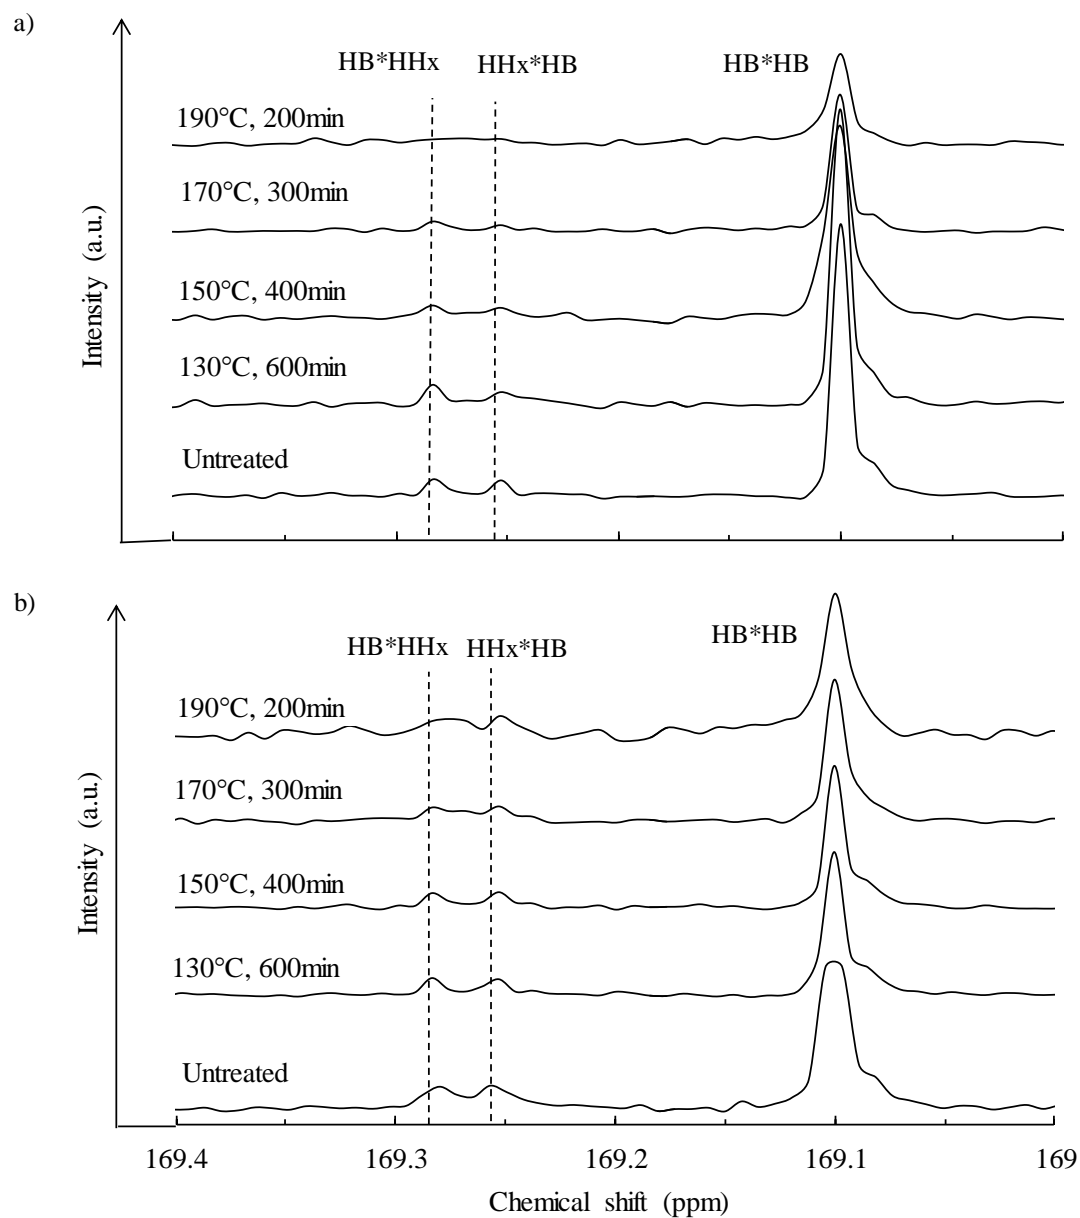 a)
HB*HHx
HHx*HB
HB*HB
190°C, 200min
170°C, 300min
150°C, 400min
130°C, 600min
Untreated
Intensity (a.u.)
b)
HB*HHx
HHx*HB
HB*HB
190°C, 200min
170°C, 300min
150°C, 400min
130°C, 600min
Untreated
Intensity (a.u.)
169.4 169.3 169.2 169.1 169
Chemical shift (ppm)